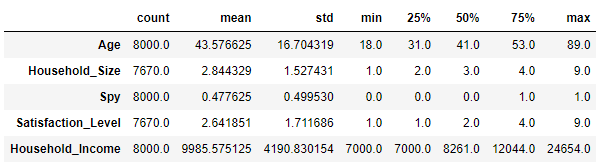 count mean std min 25% 50% 75% max
Age 8000.0 43.576625 16.704319 18.0 31.0 41.0 53.0 89.0
Household_Size 7670.0 2.844329 1.527431 1.0 2.0 3.0 4.0 9.0
Spy 8000.0 0.477625 0.499530 0.0 0.0 0.0 1.0 1.0
Satisfaction_Level 7670.0 2.641851 1.711686 1.0 1.0 2.0 4.0 9.0
Household_Income 8000.0 9985.575125 4190.830154 7000.0 7000.0 8261.0 12044.0 24654.0